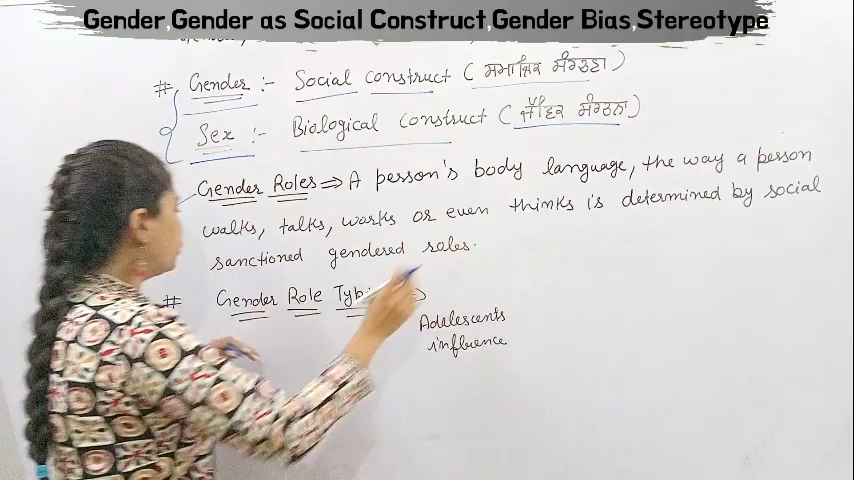 Gender,Gender as Social Construct,Gender Bias,Stereotype
# Gender :- Social construct ( ਸਮਾਜਿਕ ਸੰਰਚਨਾ )
Sex :- Biological construct ( ਜੈਵਿਕ ਸੰਰਚਨਾ )
Gender Roles ⇒ A person's body language, the way a person
walks, talks, works or even thinks is determined by social
sanctioned gendered roles.
# Gender Role
Adelescents
influence